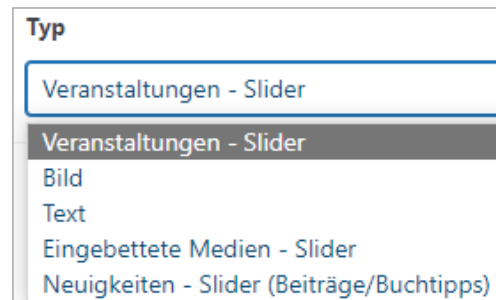 Typ
Veranstaltungen - Slider
Veranstaltungen - Slider
Bild
Text
Eingebettete Medien - Slider
Neuigkeiten - Slider (Beiträge/Buchtipps)